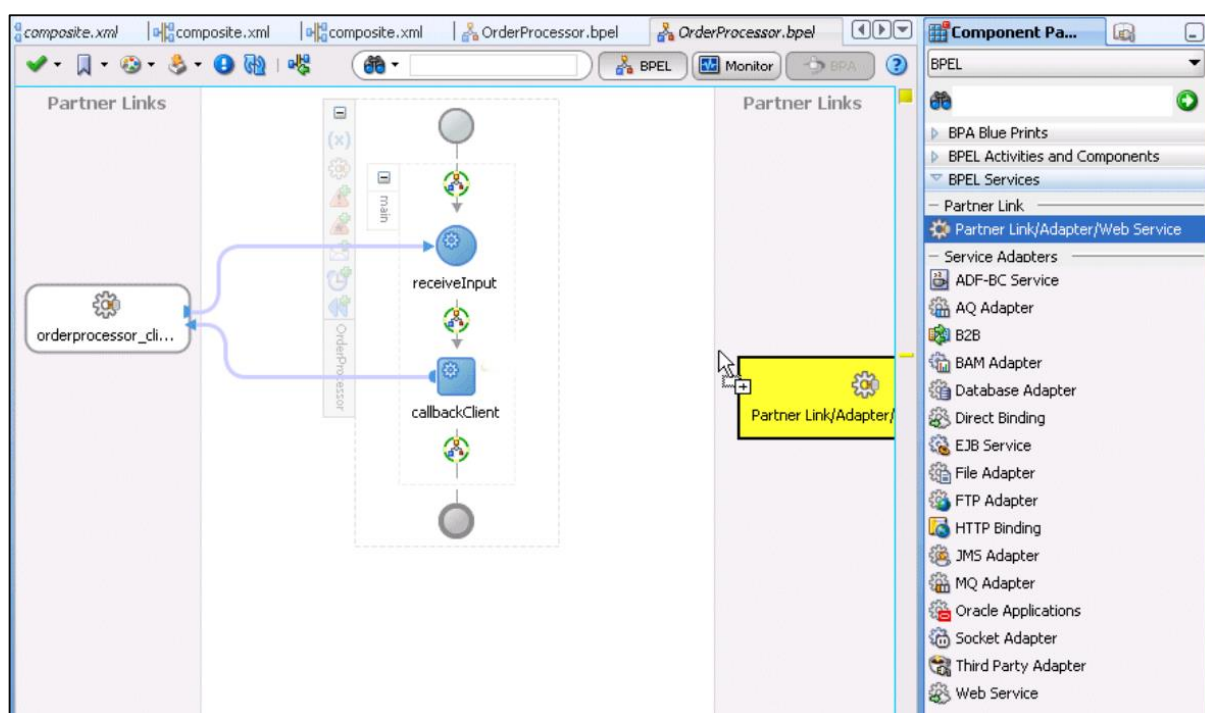 composite.xml
composite.xml
composite.xml
OrderProcessor.bpel
OrderProcessor.bpel
Component Pa...
BPEL
Monitor
BPA
BPEL
Partner Links
Partner Links
main
OrderProcessor
receiveInput
callbackClient
orderprocessor_cli...
Partner Link/Adapter/
BPA Blue Prints
BPEL Activities and Components
BPEL Services
Partner Link
Partner Link/Adapter/Web Service
Service Adapters
ADF-BC Service
AQ Adapter
B2B
BAM Adapter
Database Adapter
Direct Binding
EJB Service
File Adapter
FTP Adapter
HTTP Binding
JMS Adapter
MQ Adapter
Oracle Applications
Socket Adapter
Third Party Adapter
Web Service